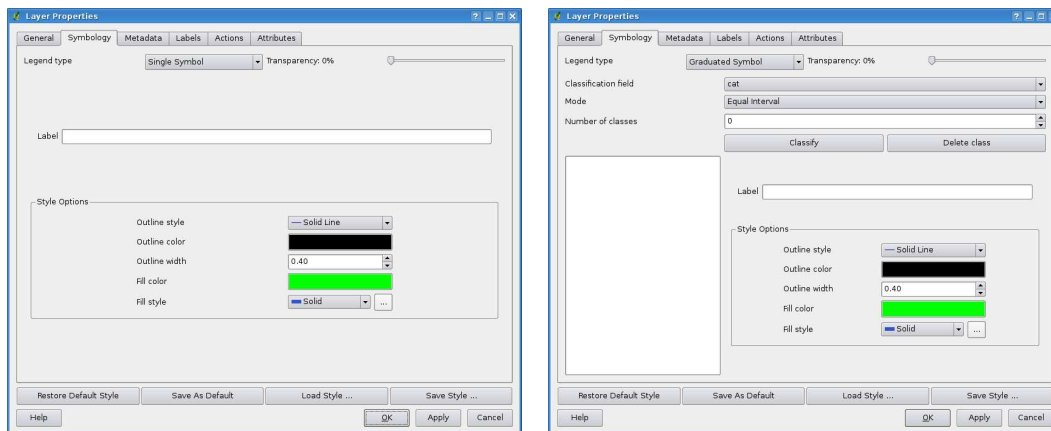 Layer Properties
General Symbology Metadata Labels Actions Attributes
Legend type Single Symbol Transparency: 0%
Label
Style Options
Outline style Solid Line
Outline color
Outline width 0.40
Fill color
Fill style Solid ...
Restore Default Style Save As Default Load Style ... Save Style ...
Help OK Apply Cancel
Layer Properties
General Symbology Metadata Labels Actions Attributes
Legend type Graduated Symbol Transparency: 0%
Classification field cat
Mode Equal Interval
Number of classes 0
Classify Delete class
Label
Style Options
Outline style Solid Line
Outline color
Outline width 0.40
Fill color
Fill style Solid ...
Restore Default Style Save As Default Load Style ... Save Style ...
Help OK Apply Cancel